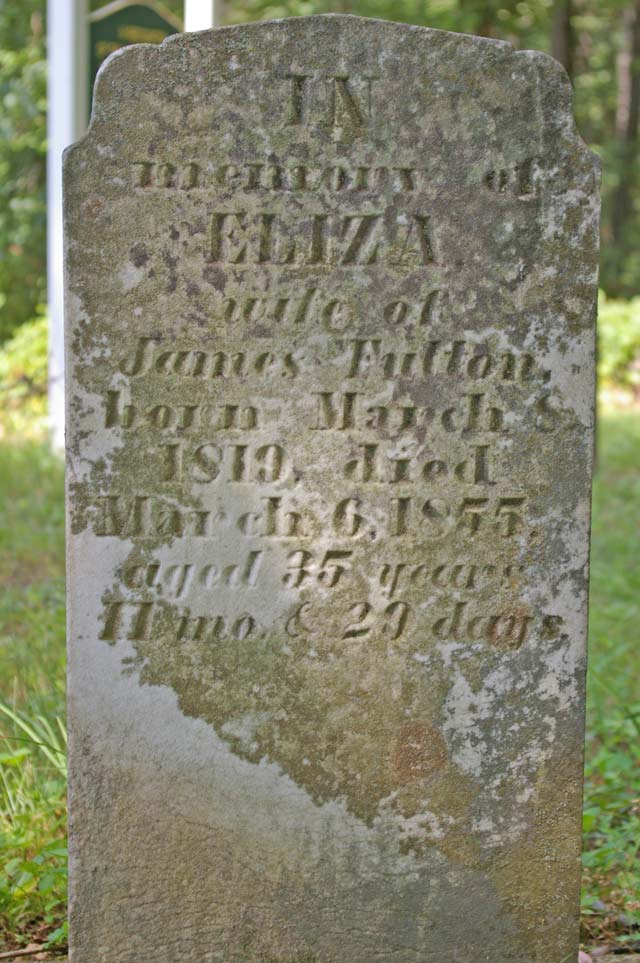 IN
memory of
ELIZA
wife of
James Fulton,
born March 8
1819, died
March 6, 1855,
aged 35 years
11 mo. & 29 days.